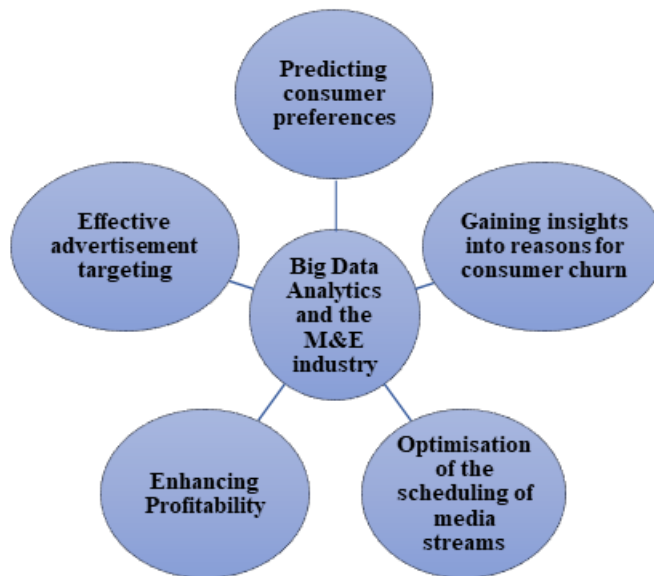 Predicting
consumer
preferences
Effective
advertisement
targeting
Gaining insights
into reasons for
consumer churn
Big Data
Analytics
and the
M&E
industry
Enhancing
Profitability
Optimisation
of the
scheduling of
media
streams